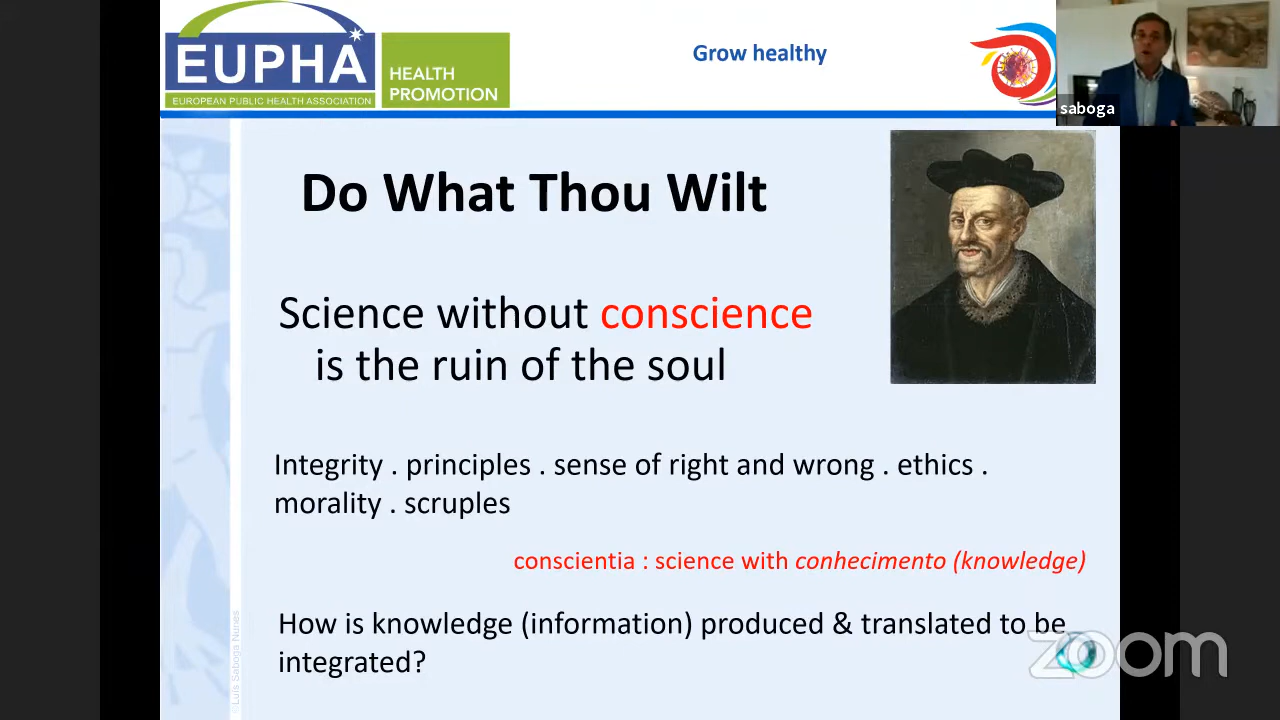 EUPHA
EUROPEAN PUBLIC HEALTH ASSOCIATION
HEALTH
PROMOTION
Grow healthy
saboga
Do What Thou Wilt
Science without conscience
is the ruin of the soul
Integrity . principles . sense of right and wrong . ethics .
morality . scruples
conscientia : science with conhecimento (knowledge)
How is knowledge (information) produced & translated to be
integrated?
© Luis Saboga Nunes
zoom